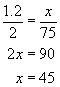 1.2/2 = x/75
2x = 90
x = 45